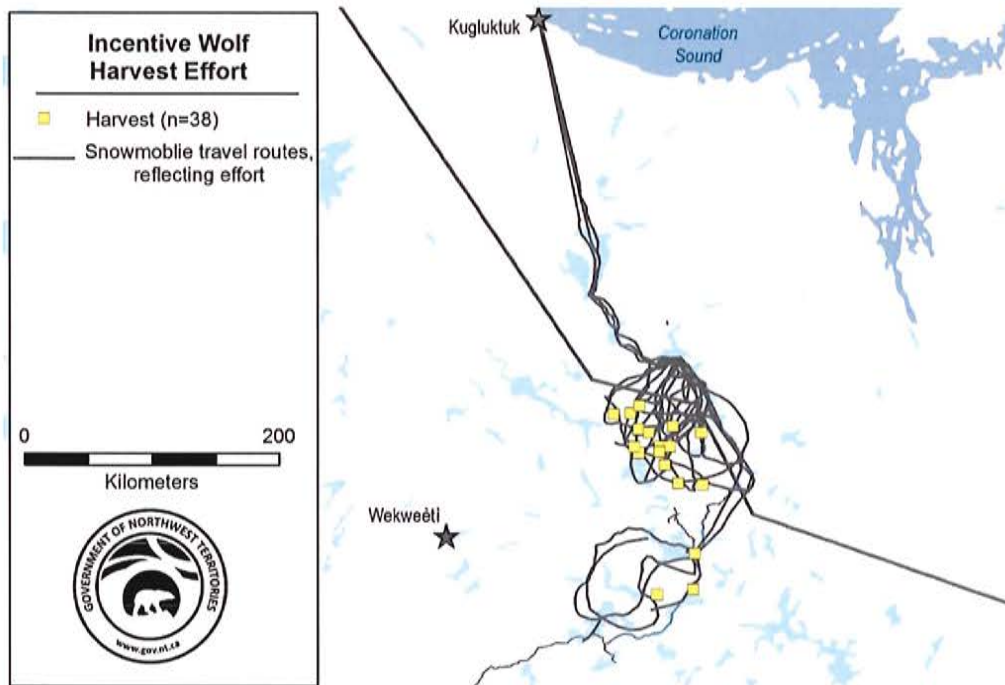 Incentive Wolf
Harvest Effort
Harvest (n=38)
Snowmoblie travel routes,
reflecting effort
0 200
Kilometers
GOVERNMENT OF NORTHWEST TERRITORIES
www.gov.nt.ca
Kugluktuk
Coronation
Sound
Wekweètì